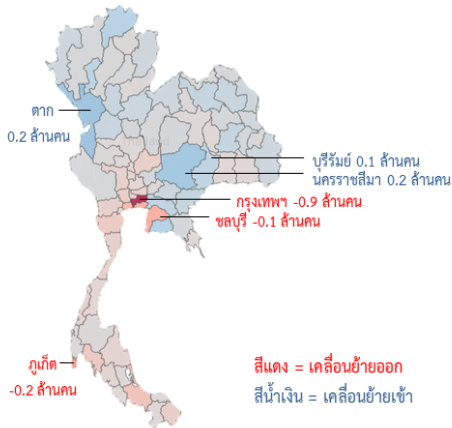 ตาก
0.2 ล้านคน
บุรีรัมย์ 0.1 ล้านคน
นครราชสีมา 0.2 ล้านคน
กรุงเทพฯ -0.9 ล้านคน
ชลบุรี -0.1 ล้านคน
ภูเก็ต
-0.2 ล้านคน
สีแดง = เคลื่อนย้ายออก
สีน้ำเงิน = เคลื่อนย้ายเข้า